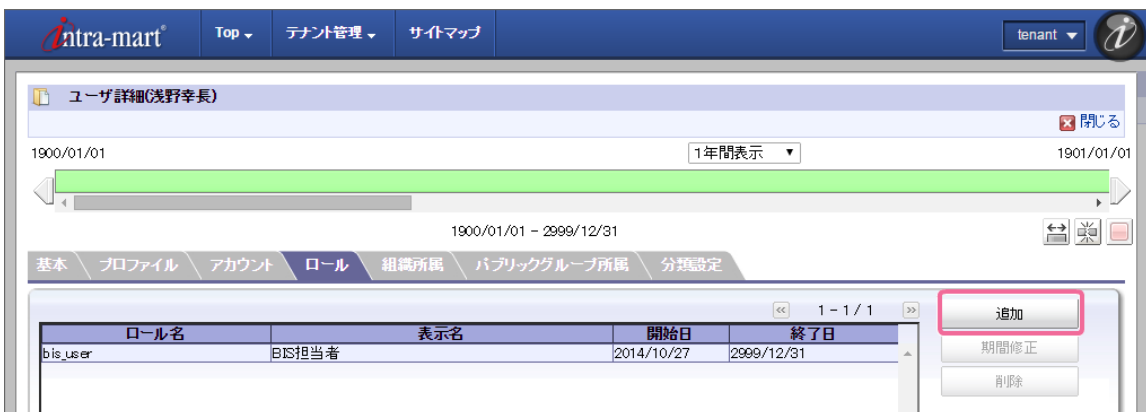 intra-mart® Top テナント管理 サイトマップ tenant
ユーザ詳細(浅野幸長)
閉じる
1900/01/01 1年間表示 1901/01/01
1900/01/01 - 2999/12/31
基本 プロファイル アカウント ロール 組織所属 パブリックグループ所属 分類設定
1 - 1 / 1 追加
ロール名 表示名 開始日 終了日
bis_user BIS担当者 2014/10/27 2999/12/31
期間修正
削除